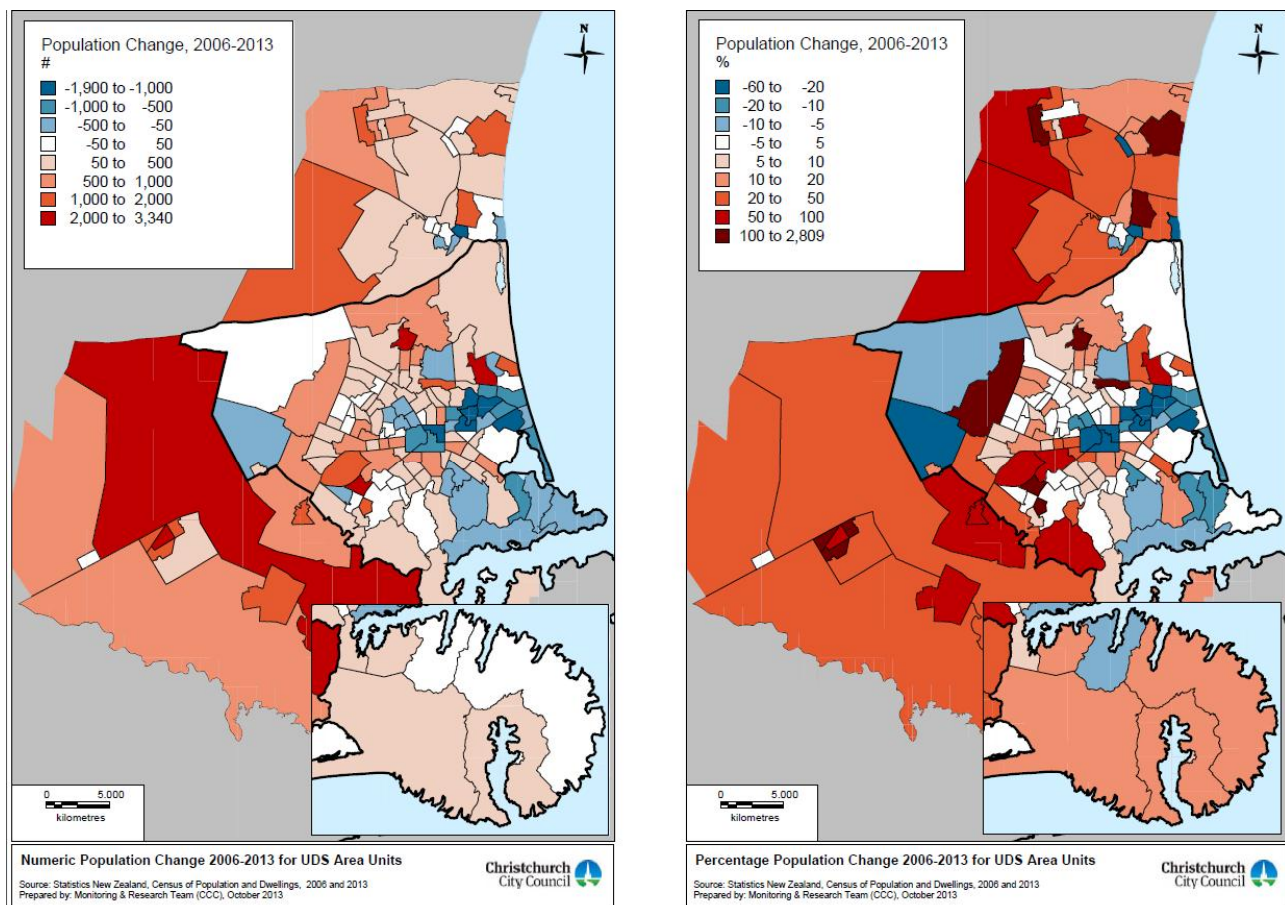 Population Change, 2006-2013
#
-1,900 to -1,000
-1,000 to -500
-500 to -50
-50 to 50
50 to 500
500 to 1,000
1,000 to 2,000
2,000 to 3,340
N
0 5.000
kilometres
Numeric Population Change 2006-2013 for UDS Area Units
Source: Statistics New Zealand, Census of Population and Dwellings, 2006 and 2013
Prepared by: Monitoring & Research Team (CCC), October 2013
Christchurch
City Council
Population Change, 2006-2013
%
-60 to -20
-20 to -10
-10 to -5
-5 to 5
5 to 10
10 to 20
20 to 50
50 to 100
100 to 2,809
N
0 5.000
kilometres
Percentage Population Change 2006-2013 for UDS Area Units
Source: Statistics New Zealand, Census of Population and Dwellings, 2006 and 2013
Prepared by: Monitoring & Research Team (CCC), October 2013
Christchurch
City Council